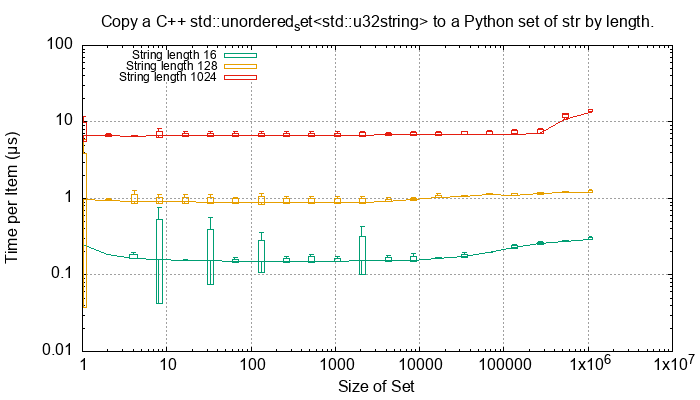 Copy a C++ std::unordered_set<std::u32string> to a Python set of str by length.
String length 16
String length 128
String length 1024
Time per Item (µs)
100
10
1
0.1
0.01
1 10 100 1000 10000 100000 1x10^6 1x10^7
Size of Set